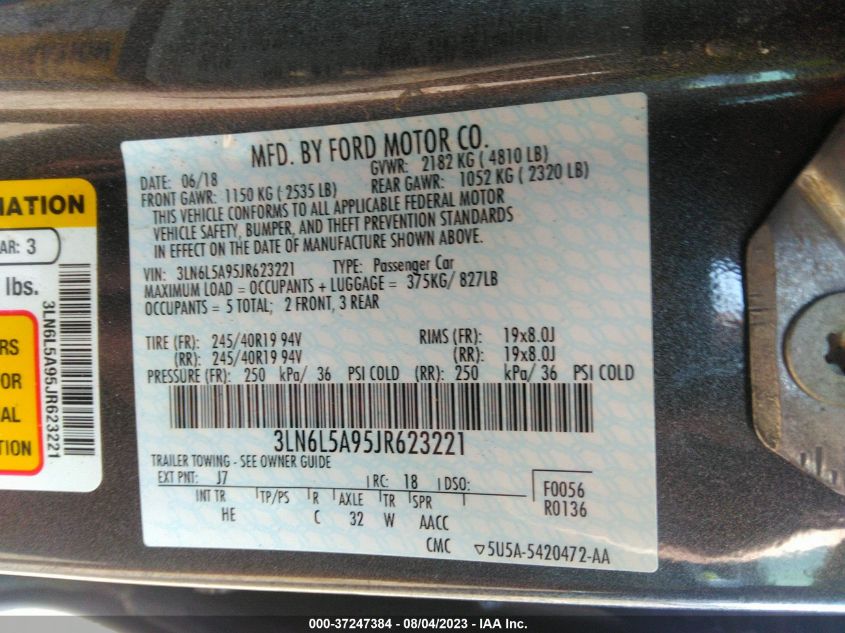 MFD. BY FORD MOTOR CO.
DATE: 06/18 GVWR: 2182 KG ( 4810 LB)
FRONT GAWR: 1150 KG ( 2535 LB) REAR GAWR: 1052 KG ( 2320 LB)
THIS VEHICLE CONFORMS TO ALL APPLICABLE FEDERAL MOTOR
VEHICLE SAFETY, BUMPER, AND THEFT PREVENTION STANDARDS
IN EFFECT ON THE DATE OF MANUFACTURE SHOWN ABOVE.
VIN: 3LN6L5A95JR623221 TYPE: Passenger Car
MAXIMUM LOAD = OCCUPANTS + LUGGAGE = 375KG/ 827LB
OCCUPANTS = 5 TOTAL; 2 FRONT, 3 REAR
TIRE (FR): 245/40R19 94V RIMS (FR): 19x8.0J
(RR): 245/40R19 94V (RR): 19x8.0J
PRESSURE (FR): 250 kPa/ 36 PSI COLD (RR): 250 kPa/ 36 PSI COLD
3LN6L5A95JR623221
TRAILER TOWING - SEE OWNER GUIDE
EXT PNT: J7 RC: 18 DSO: F0056
INT TR TP/PS R AXLE TR SPR R0136
HE C 32 W AACC
CMC ▽5U5A-5420472-AA
MATION
AR: 3
lbs.
3LN6L5A95JR623221
RS
OR
AL
TION
000-37247384 - 08/04/2023 - IAA Inc.